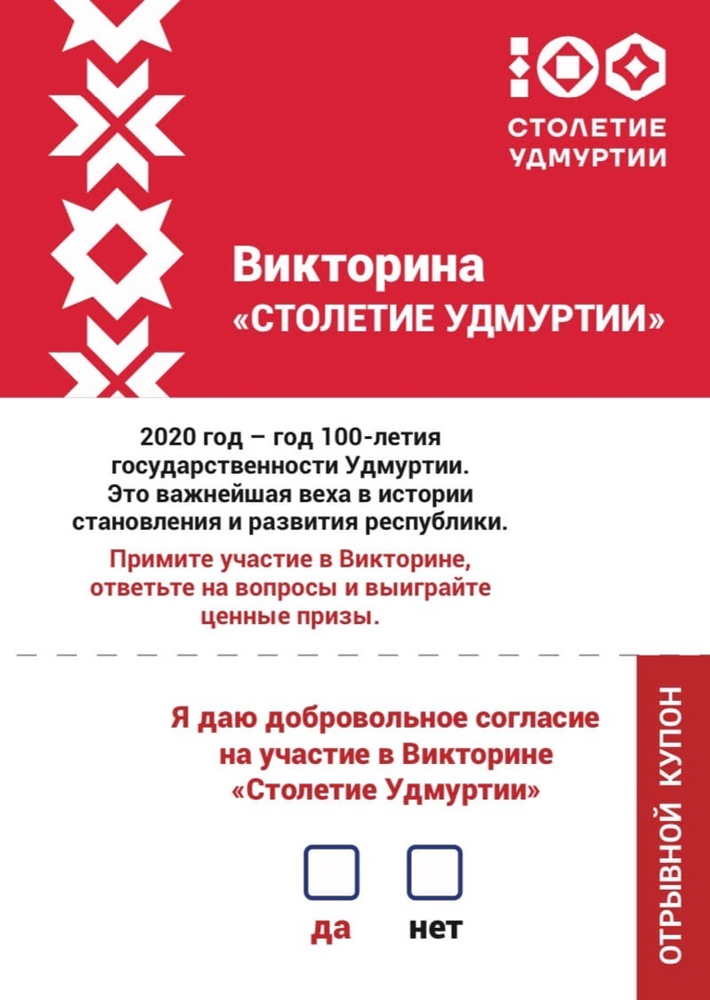 СТОЛЕТИЕ
УДМУРТИИ
Викторина
«СТОЛЕТИЕ УДМУРТИИ»
2020 год – год 100-летия
государственности Удмуртии.
Это важнейшая веха в истории
становления и развития республики.
Примите участие в Викторине,
ответьте на вопросы и выиграйте
ценные призы.
Я даю добровольное согласие
на участие в Викторине
«Столетие Удмуртии»
да нет
ОТРЫВНОЙ КУПОН